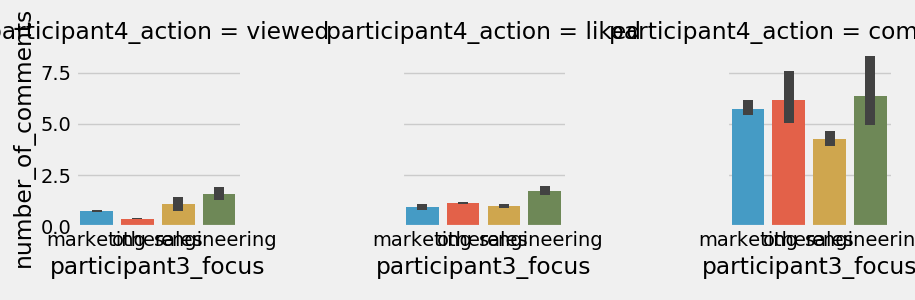 participant4_action = viewed
participant4_action = liked
participant4_action = com
number_of_comments
7.5
5.0
2.5
0.0
marketing other sales engineering
marketing other sales engineering
marketing other sales engineerin
participant3_focus
participant3_focus
participant3_focus